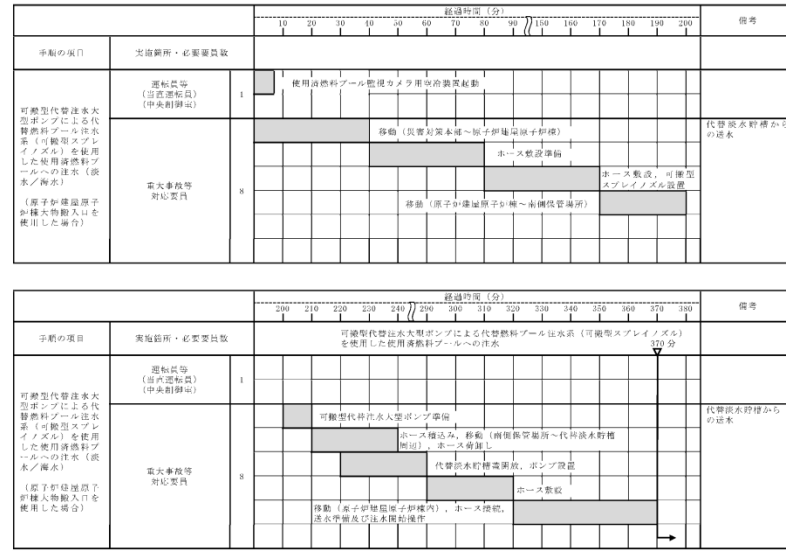 経過時間（分）
備考
10 20 30 40 50 60 70 80 90 150 160 170 180 190 200
手順の項目
実施箇所・必要要員数
可搬型代替注水大
型ポンプによる代
替燃料プール注水
系（可搬型スプレ
イノズル）を使用
した使用済燃料プ
ールへの注水（淡
水／海水）
（原子炉建屋原子
炉棟大物搬入口を
使用した場合）
運転員等
（当直運転員）
（中央制御室）
1
使用済燃料プール監視カメラ用空冷装置起動
重大事故等
対応要員
8
移動（災害対策本部～原子炉建屋原子炉棟）
ホース敷設準備
ホース敷設，可搬型
スプレイノズル設置
移動（原子炉建屋原子炉棟～南側保管場所）
代替淡水貯槽から
の送水
経過時間（分）
備考
200 210 220 230 240 290 300 310 320 330 340 350 360 370 380
手順の項目
実施箇所・必要要員数
可搬型代替注水大型ポンプによる代替燃料プール注水系（可搬型スプレイノズル）
を使用した使用済燃料プールへの注水
370 分
可搬型代替注水大
型ポンプによる代
替燃料プール注水
系（可搬型スプレ
イノズル）を使用
した使用済燃料プ
ールへの注水（淡
水／海水）
（原子炉建屋原子
炉棟大物搬入口を
使用した場合）
運転員等
（当直運転員）
（中央制御室）
1
重大事故等
対応要員
8
可搬型代替注水大型ポンプ準備
ホース積込み，移動（南側保管場所～代替淡水貯槽
周辺），ホース荷卸し
代替淡水貯槽蓋開放，ポンプ設置
ホース敷設
移動（原子炉建屋原子炉棟内），ホース接続，
送水準備及び注水開始操作
代替淡水貯槽から
の送水